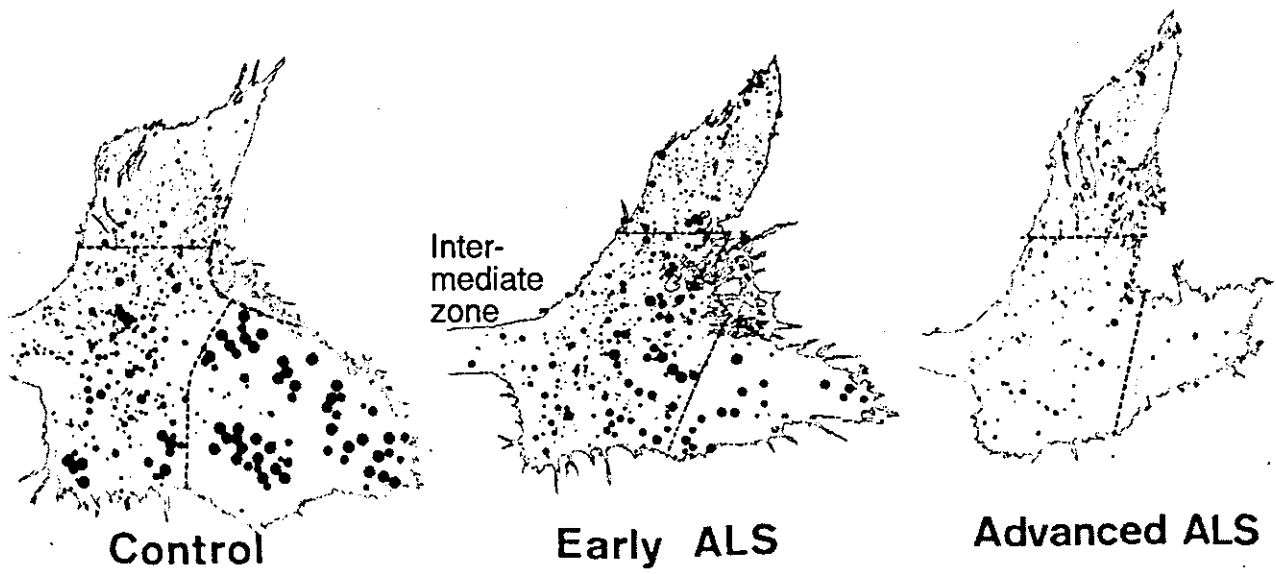 Inter-
mediate
zone
Control
Early ALS
Advanced ALS